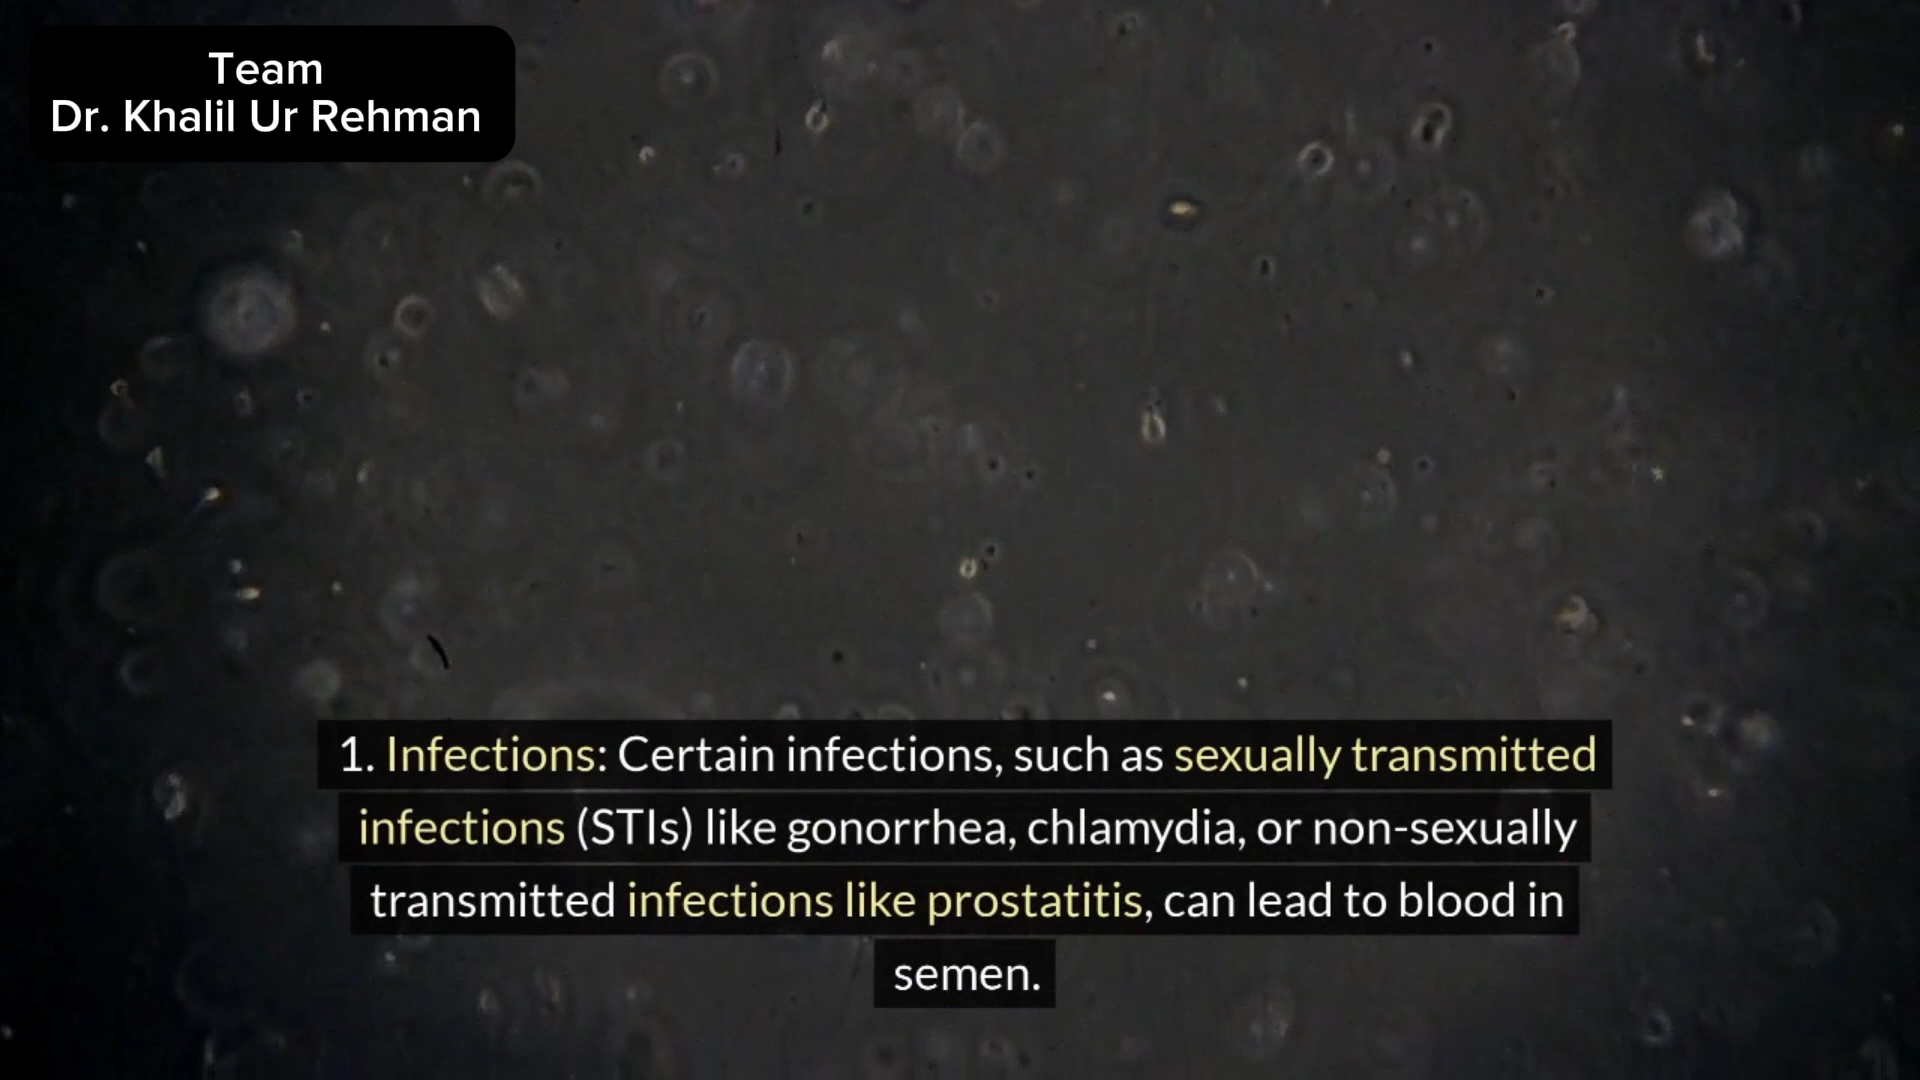 Team
Dr. Khalil Ur Rehman
1. Infections: Certain infections, such as sexually transmitted
infections (STIs) like gonorrhea, chlamydia, or non-sexually
transmitted infections like prostatitis, can lead to blood in
semen.